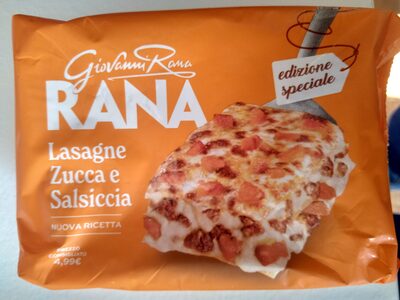 Giovanni Rana
RANA
edizione
speciale
Lasagne
Zucca e
Salsiccia
NUOVA RICETTA
PREZZO
CONSIGLIATO
4,99€